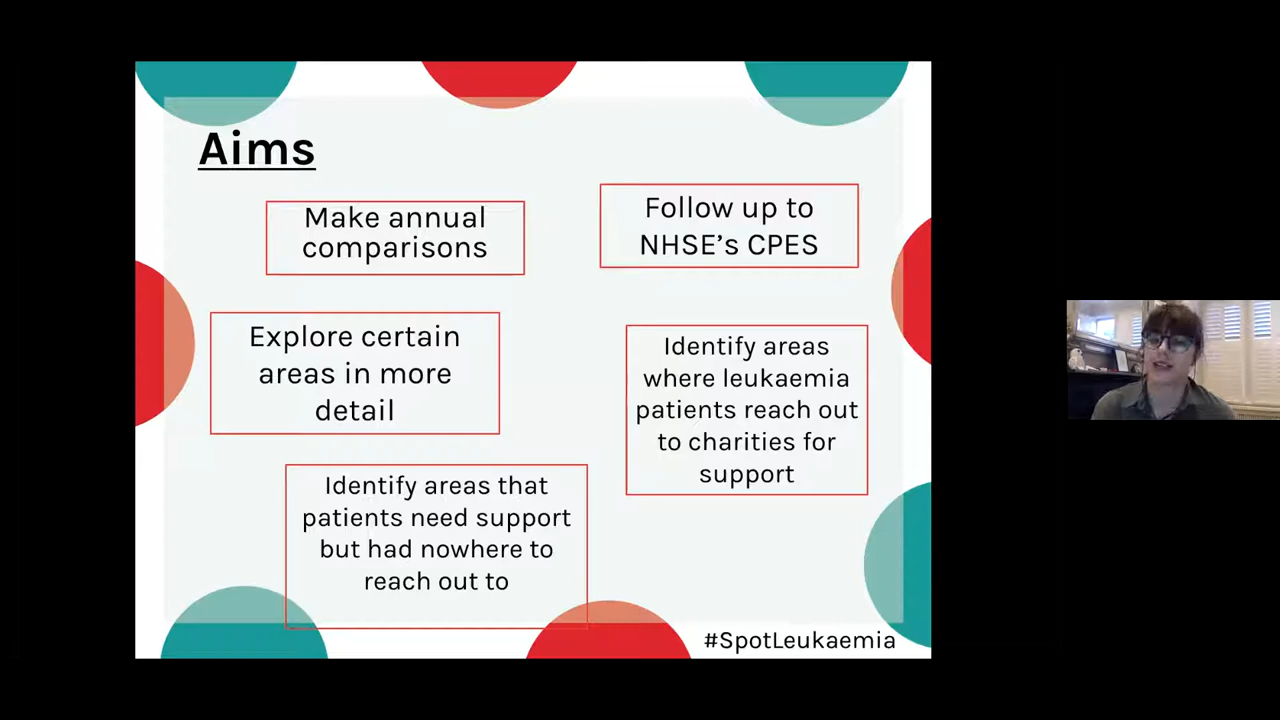 Aims
Make annual
comparisons
Follow up to
NHSE’s CPES
Explore certain
areas in more
detail
Identify areas
where leukaemia
patients reach out
to charities for
support
Identify areas that
patients need support
but had nowhere to
reach out to
#SpotLeukaemia